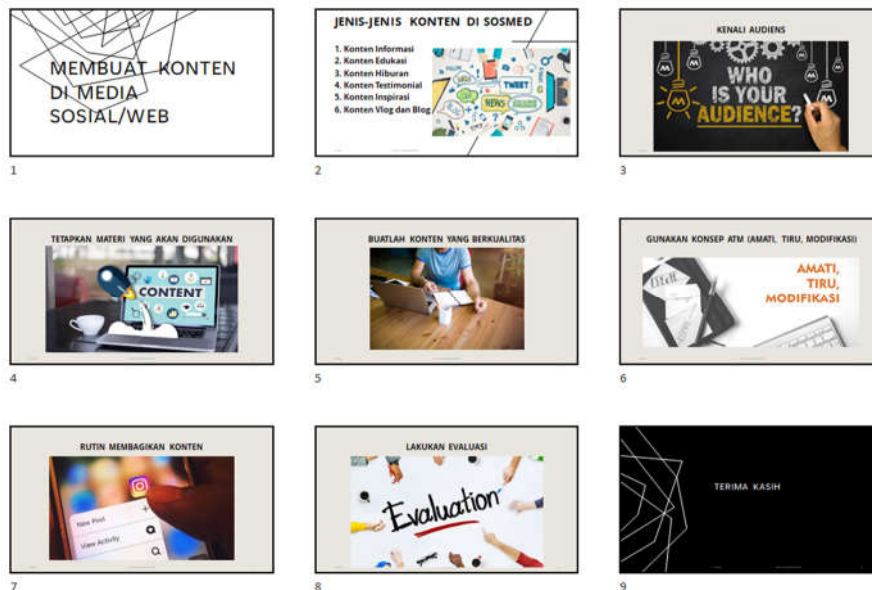 MEMBUAT KONTEN
DI MEDIA
SOSIAL/WEB
1
JENIS-JENIS KONTEN DI SOSMED
1. Konten Informasi
2. Konten Edukasi
3. Konten Hiburan
4. Konten Testimonial
5. Konten Inspirasi
6. Konten Vlog dan Blog
TWEET
NEWS
2
KENALI AUDIENS
WHO
IS YOUR
AUDIENCE?
3
TETAPKAN MATERI YANG AKAN DIGUNAKAN
CONTENT
4
BUATLAH KONTEN YANG BERKUALITAS
5
GUNAKAN KONSEP ATM (AMATI, TIRU, MODIFIKASI)
AMATI,
TIRU,
MODIFIKASI
6
RUTIN MEMBAGIKAN KONTEN
New Post
View Activity
7
LAKUKAN EVALUASI
Evaluation
8
TERIMA KASIH
9